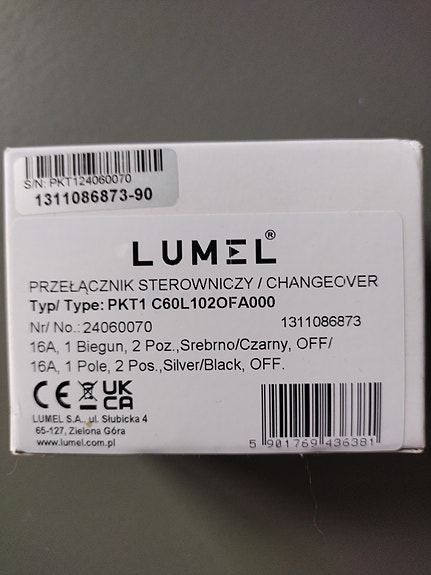 S/N: PKT124060070
1311086873-90
LUMEL®
PRZEŁĄCZNIK STEROWNICZY / CHANGEOVER
Typ/ Type: PKT1 C60L102OFA000
Nr/ No.: 24060070 1311086873
16A, 1 Biegun, 2 Poz.,Srebrno/Czarny, OFF/
16A, 1 Pole, 2 Pos.,Silver/Black, OFF.
CE UK CA
LUMEL S.A., ul. Słubicka 4
65-127, Zielona Góra
www.lumel.com.pl
5 901769 436381